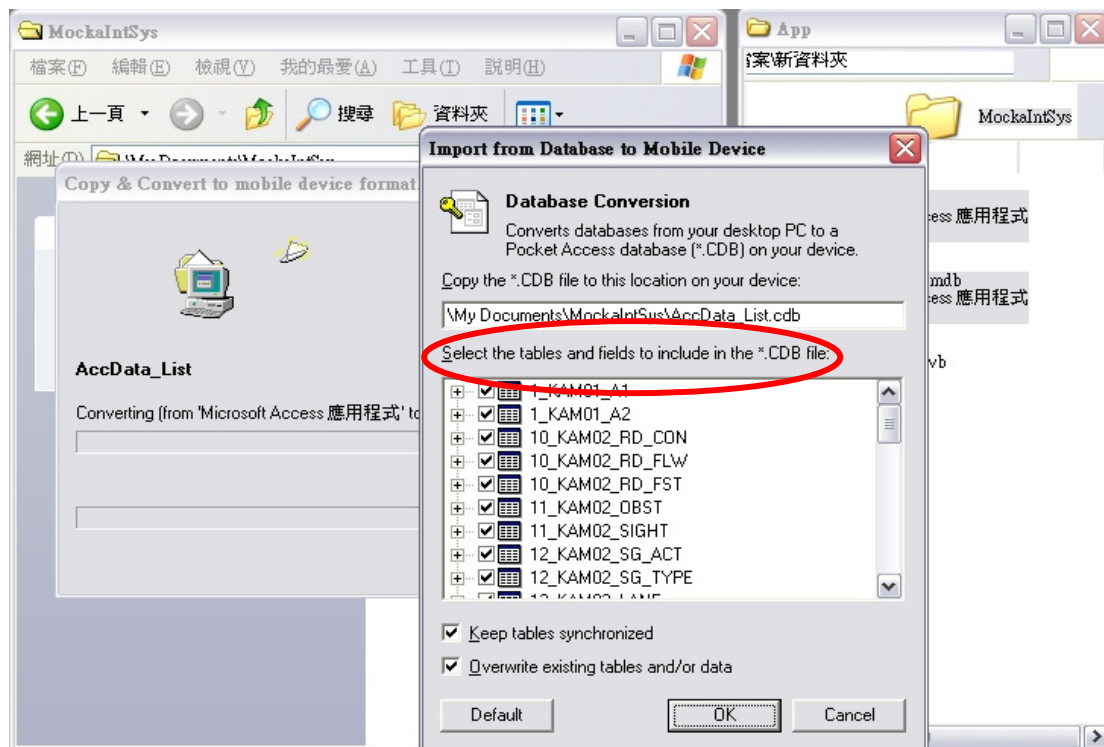 MockaIntSys
檔案(F) 編輯(E) 檢視(V) 我的最愛(A) 工具(T) 說明(H)
上一頁 搜尋 資料夾
網址(D)
App
案\新資料夾
MockaIntSys
ess 應用程式
mdb
ess 應用程式
vb
Copy & Convert to mobile device format
AccData_List
Converting (from 'Microsoft Access 應用程式' to
Import from Database to Mobile Device
Database Conversion
Converts databases from your desktop PC to a
Pocket Access database (*.CDB) on your device.
Copy the *.CDB file to this location on your device:
\My Documents\MockaIntSys\AccData_List.cdb
Select the tables and fields to include in the *.CDB file:
1_KAM01_A1
1_KAM01_A2
10_KAM02_RD_CON
10_KAM02_RD_FLW
10_KAM02_RD_FST
11_KAM02_OBST
11_KAM02_SIGHT
12_KAM02_SG_ACT
12_KAM02_SG_TYPE
Keep tables synchronized
Overwrite existing tables and/or data
Default OK Cancel